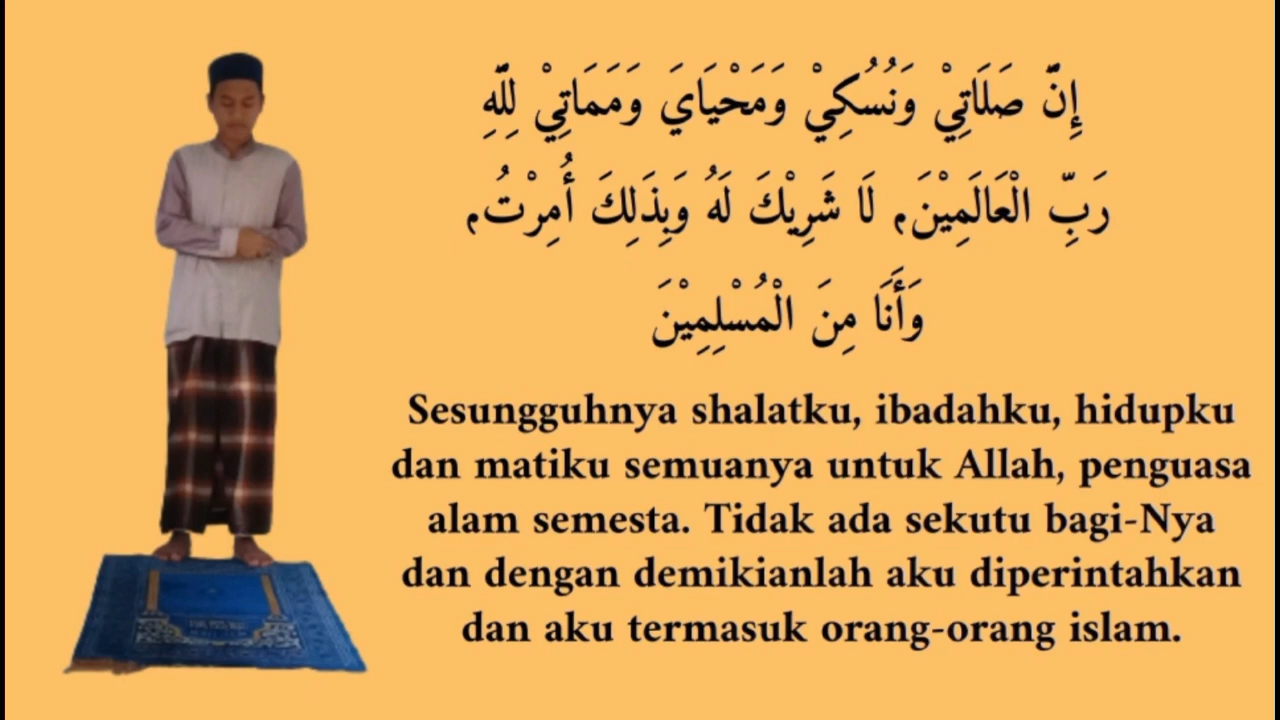 إِنَّ صَلَاتِيْ وَنُسُكِيْ وَمَحْيَايَ وَمَمَاتِيْ لِلّٰهِ
رَبِّ الْعَالَمِيْنَ، لَا شَرِيْكَ لَهُ وَبِذَلِكَ أُمِرْتُ،
وَأَنَا مِنَ الْمُسْلِمِيْنَ
Sesungguhnya shalatku, ibadahku, hidupku
dan matiku semuanya untuk Allah, penguasa
alam semesta. Tidak ada sekutu bagi-Nya
dan dengan demikianlah aku diperintahkan
dan aku termasuk orang-orang islam.